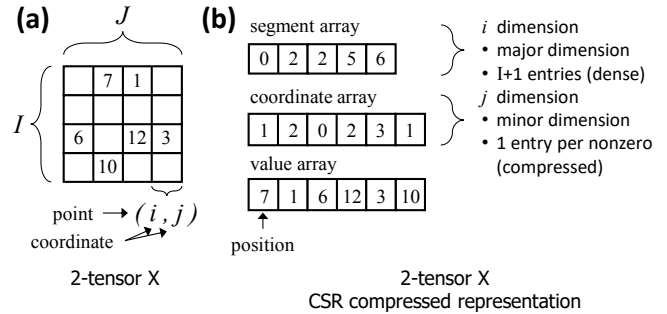 (a)
J
I
7 1
6 12 3
10
point → (i, j)
coordinate
2-tensor X
(b)
segment array
0 2 2 5 6
coordinate array
1 2 0 2 3 1
value array
7 1 6 12 3 10
position
i dimension
• major dimension
• I+1 entries (dense)
j dimension
• minor dimension
• 1 entry per nonzero
(compressed)
2-tensor X
CSR compressed representation